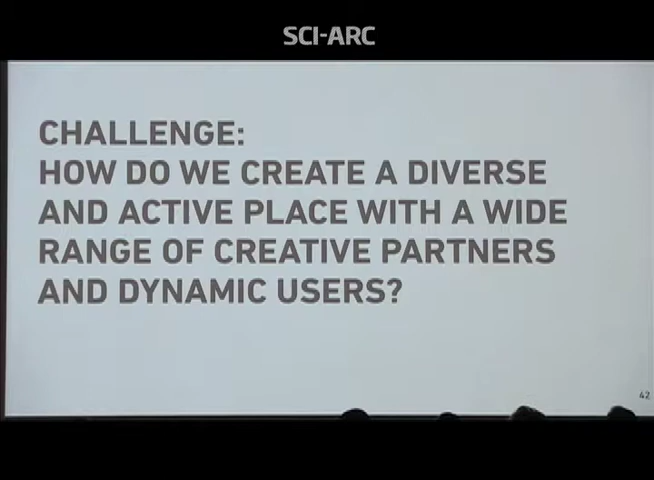 SCI-ARC
CHALLENGE:
HOW DO WE CREATE A DIVERSE
AND ACTIVE PLACE WITH A WIDE
RANGE OF CREATIVE PARTNERS
AND DYNAMIC USERS?
42